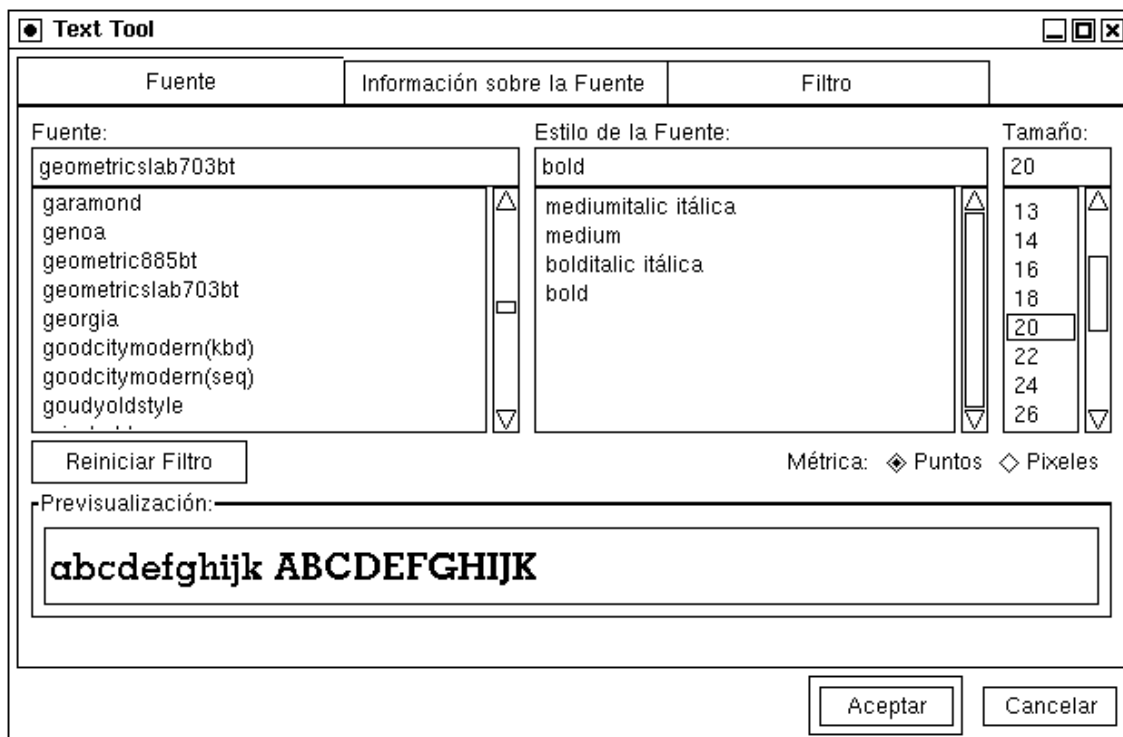 Text Tool
Fuente
Información sobre la Fuente
Filtro
Fuente:
Estilo de la Fuente:
Tamaño:
geometricslab703bt
bold
20
garamond
genoa
geometric885bt
geometricslab703bt
georgia
goodcitymodern(kbd)
goodcitymodern(seq)
goudyoldstyle
mediumitalic itálica
medium
bolditalic itálica
bold
13
14
16
18
20
22
24
26
Reiniciar Filtro
Métrica: Puntos Pixeles
Previsualización:
abcdefghijk ABCDEFGHIJK
Aceptar
Cancelar